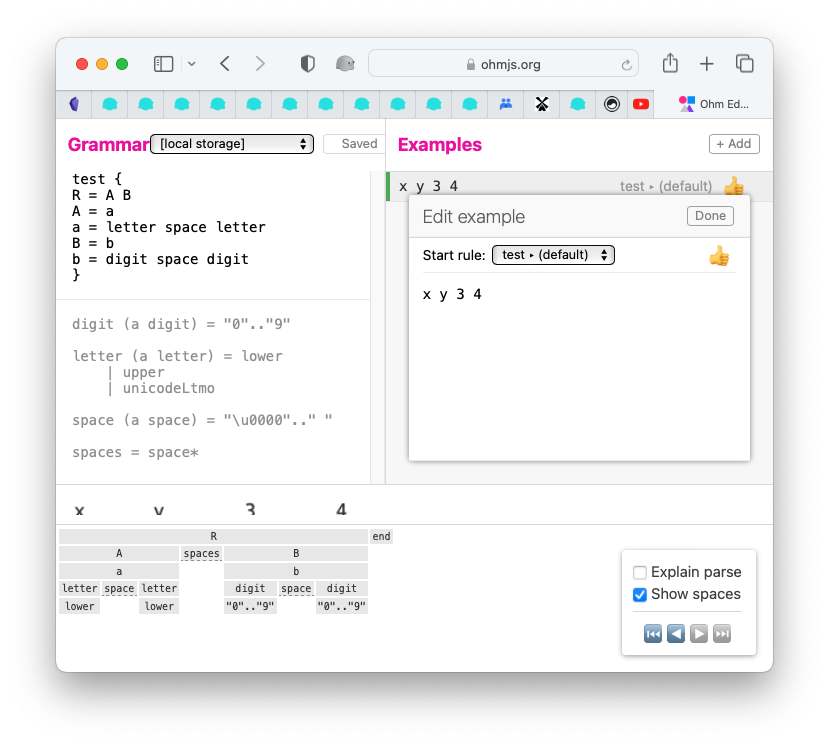 ohmjs.org
Ohm Ed...
Grammar
[local storage]
Saved
Examples
+ Add
test {
R = A B
A = a
a = letter space letter
B = b
b = digit space digit
}
digit (a digit) = "0".."9"
letter (a letter) = lower
| upper
| unicodeLtmo
space (a space) = "\u0000".." "
spaces = space*
x y 3 4
test ▸ (default)
Edit example
Done
Start rule:
test ▸ (default)
x y 3 4
x y 3 4
R end
A spaces B
a b
letter space letter digit space digit
lower lower "0".."9" "0".."9"
Explain parse
Show spaces